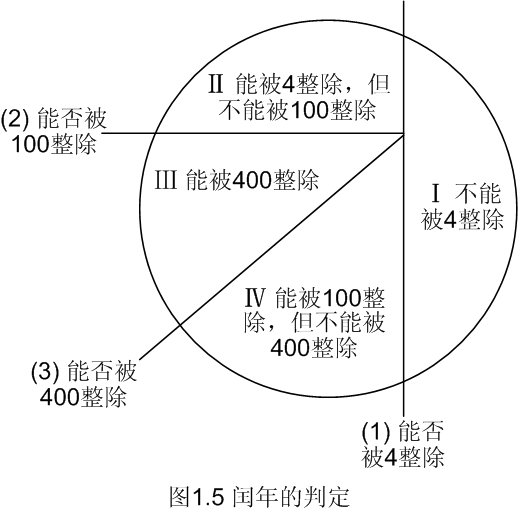 Ⅱ 能被4整除，但
不能被100整除
(2) 能否被
100整除
Ⅲ 能被400整除
Ⅰ 不能
被4整除
Ⅳ 能被100整
除，但不能被
400整除
(3) 能否被
400整除
(1) 能否
被4整除
图1.5 闰年的判定